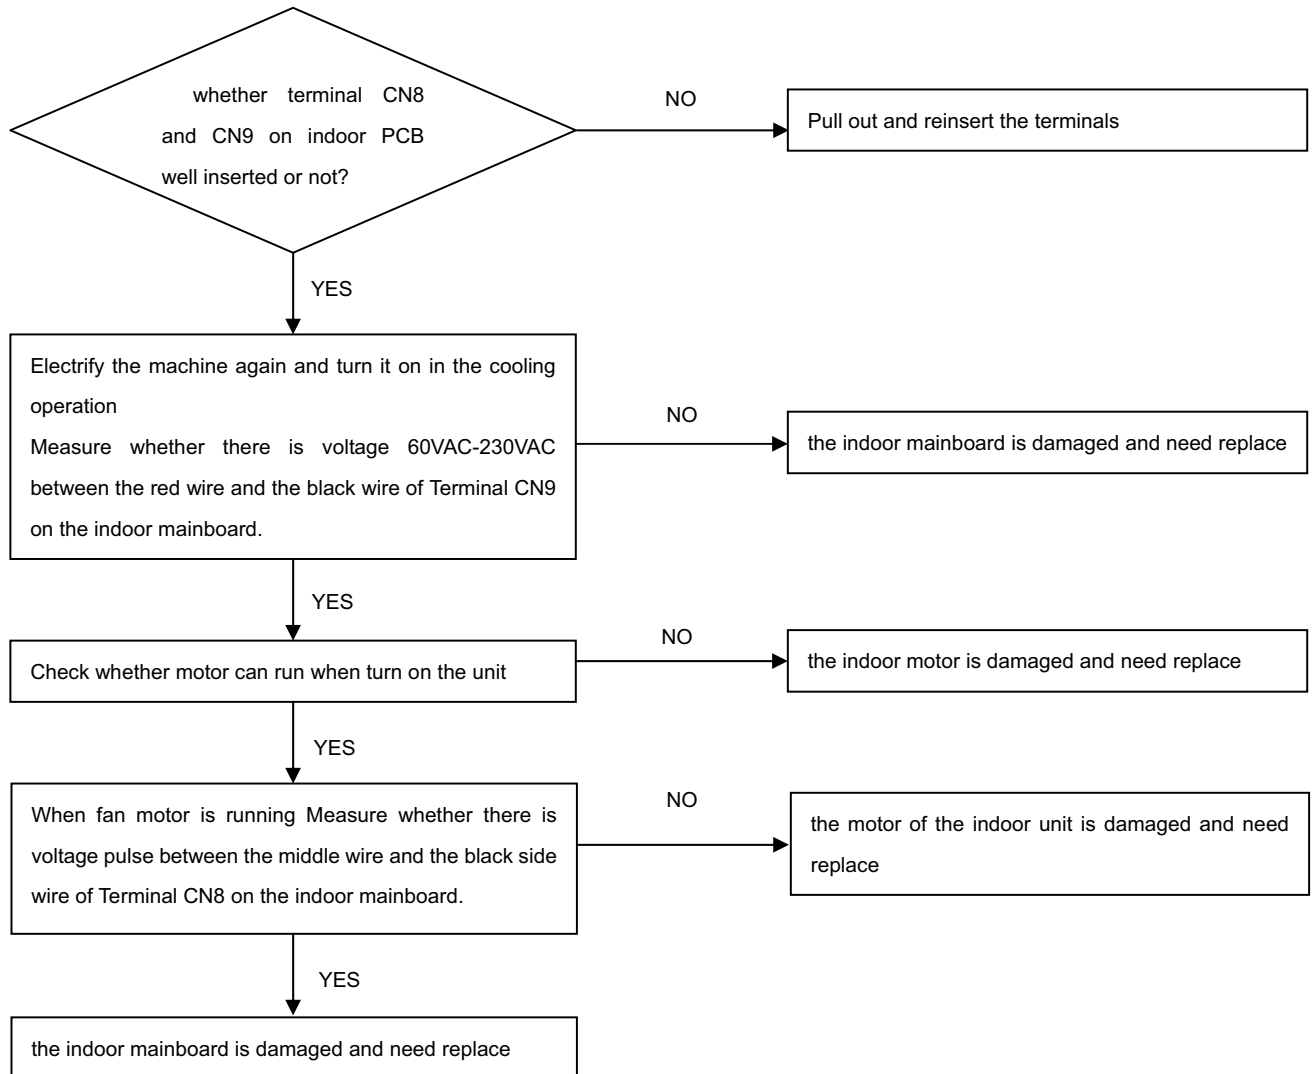 whether terminal CN8
and CN9 on indoor PCB
well inserted or not?
NO
Pull out and reinsert the terminals
YES
Electrify the machine again and turn it on in the cooling
operation
Measure whether there is voltage 60VAC-230VAC
between the red wire and the black wire of Terminal CN9
on the indoor mainboard.
NO
the indoor mainboard is damaged and need replace
YES
Check whether motor can run when turn on the unit
NO
the indoor motor is damaged and need replace
YES
When fan motor is running Measure whether there is
voltage pulse between the middle wire and the black side
wire of Terminal CN8 on the indoor mainboard.
NO
the motor of the indoor unit is damaged and need
replace
YES
the indoor mainboard is damaged and need replace